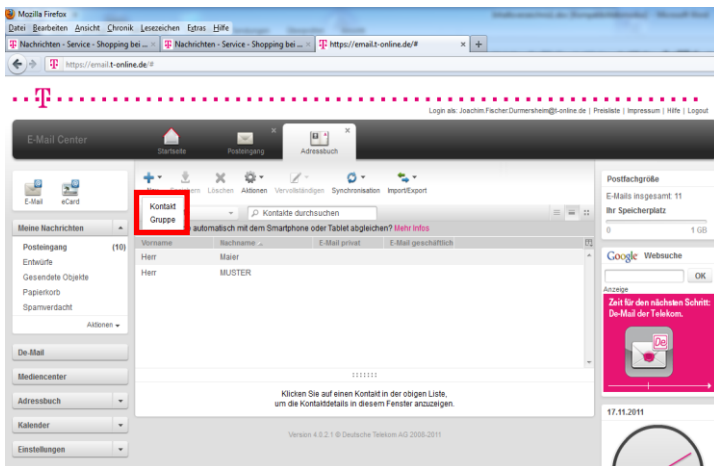 Mozilla Firefox
Datei Bearbeiten Ansicht Chronik Lesezeichen Extras Hilfe
Nachrichten - Service - Shopping bei ... × Nachrichten - Service - Shopping bei ... × https://email.t-online.de/# × +
https://email.t-online.de/#
T
Login als: Joachim.Fischer.Durmersheim@t-online.de | Preisliste | Impressum | Hilfe | Logout
E-Mail Center
Startseite Posteingang × Adressbuch ×
Löschen Aktionen Vervollständigen Synchronisation Import/Export
Kontakt
Gruppe
Kontakte durchsuchen
automatisch mit dem Smartphone oder Tablet abgleichen? Mehr Infos
Vorname Nachname E-Mail privat E-Mail geschäftlich
Herr Maier
Herr MUSTER
Klicken Sie auf einen Kontakt in der obigen Liste,
um die Kontaktdetails in diesem Fenster anzuzeigen.
Version 4.0.2.1 © Deutsche Telekom AG 2008-2011
E-Mail eCard
Meine Nachrichten
Posteingang (10)
Entwürfe
Gesendete Objekte
Papierkorb
Spamverdacht
Aktionen
De-Mail
Mediencenter
Adressbuch
Kalender
Einstellungen
Postfachgröße
E-Mails insgesamt: 11
Ihr Speicherplatz
0 1 GB
Google Websuche
OK
Anzeige
Zeit für den nächsten Schritt:
De-Mail der Telekom.
De
17.11.2011